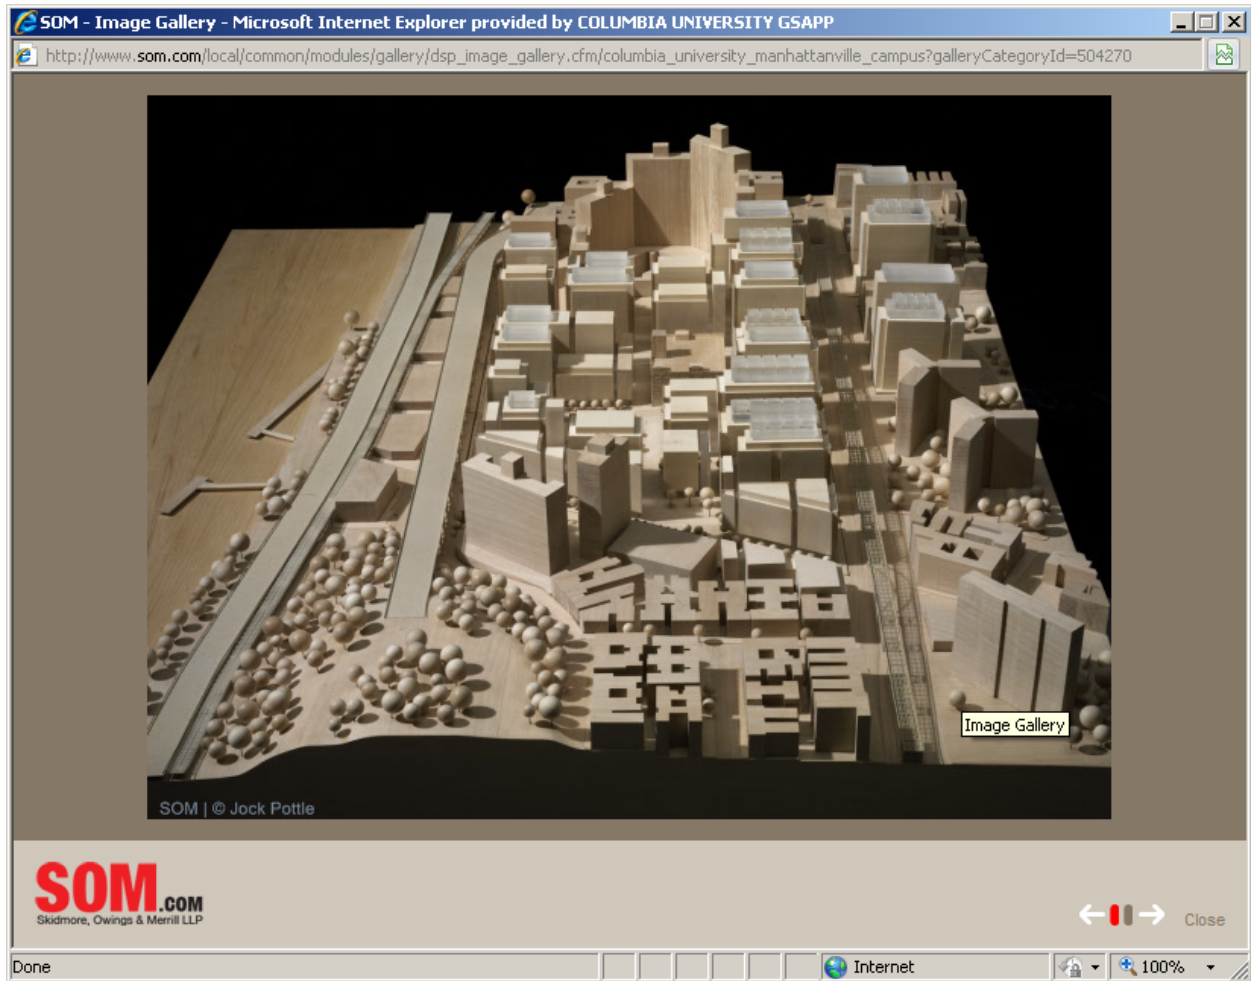 SOM - Image Gallery - Microsoft Internet Explorer provided by COLUMBIA UNIVERSITY GSAPP
http://www.som.com/local/common/modules/gallery/dsp_image_gallery.cfm/columbia_university_manhattanville_campus?galleryCategoryId=504270
Image Gallery
SOM | © Jock Pottle
SOM.COM
Skidmore, Owings & Merrill LLP
Close
Done
Internet
100%